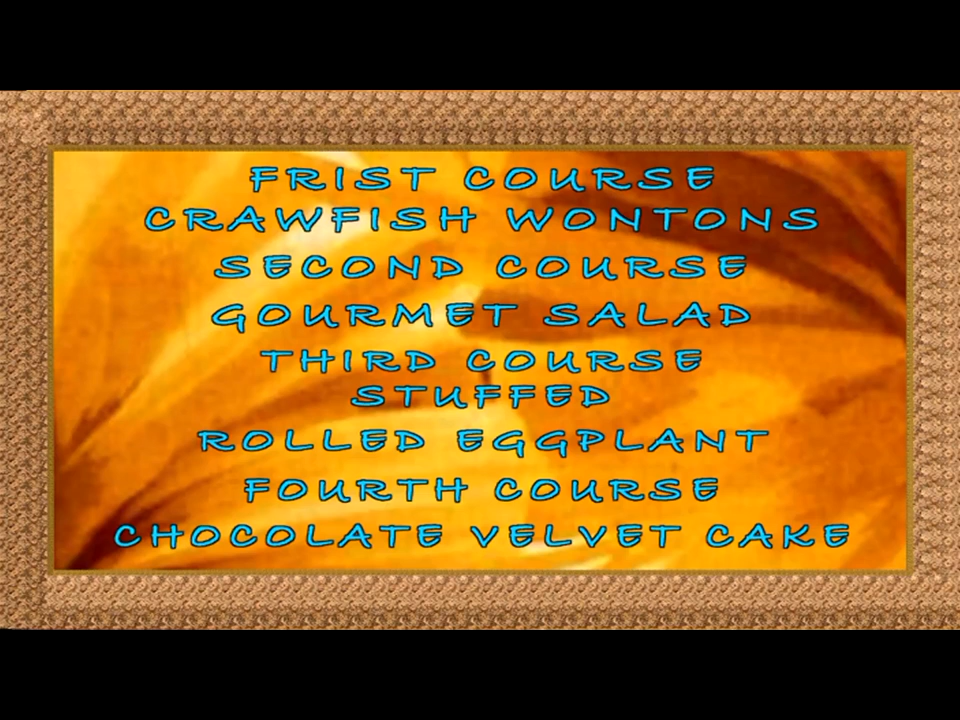 FRIST COURSE
CRAWFISH WONTONS
SECOND COURSE
GOURMET SALAD
THIRD COURSE
STUFFED
ROLLED EGGPLANT
FOURTH COURSE
CHOCOLATE VELVET CAKE